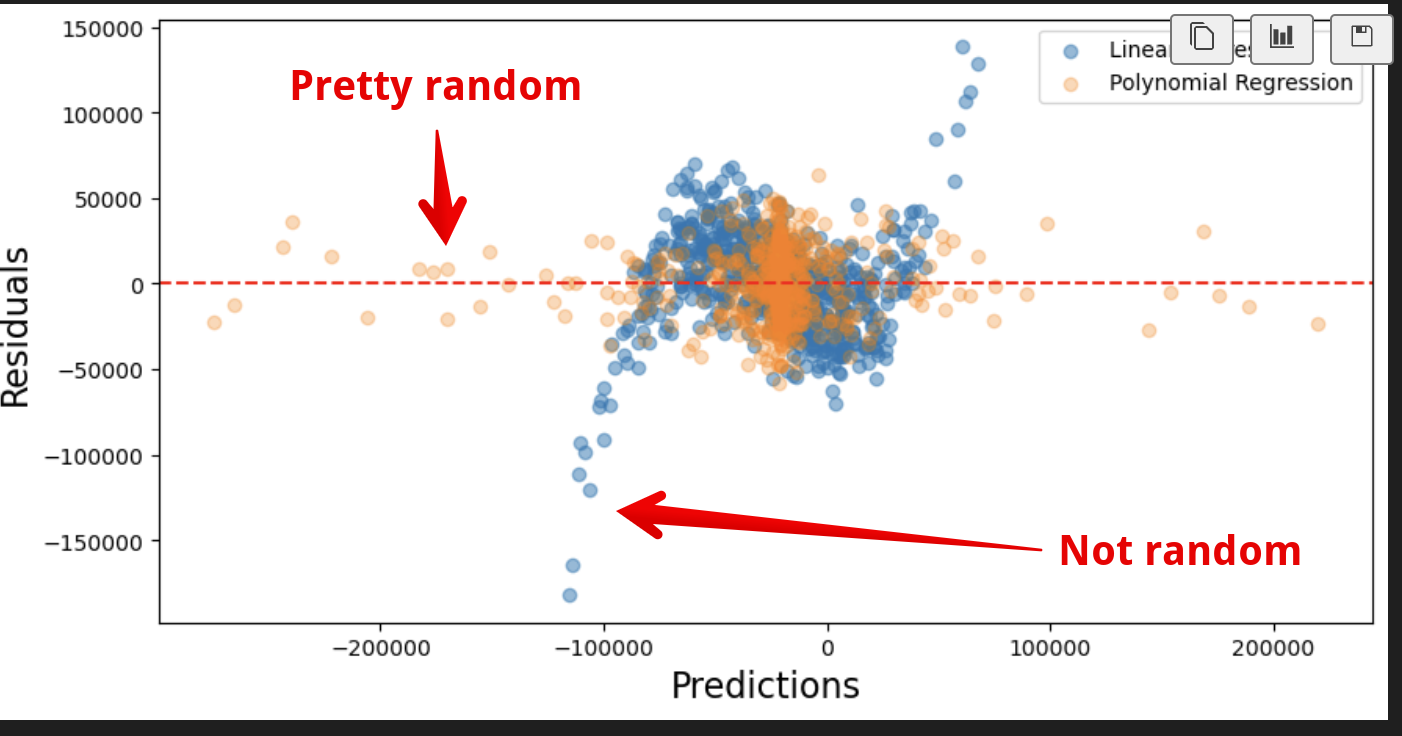 150000
100000
50000
0
−50000
−100000
−150000
Residuals
Pretty random
Polynomial Regression
Not random
−200000
−100000
0
100000
200000
Predictions